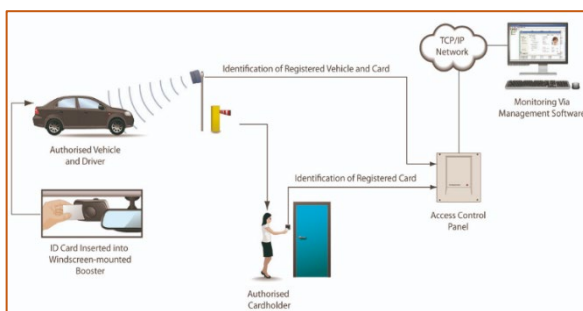 TCP/IP
Network
Identification of Registered Vehicle and Card
Monitoring Via
Management Software
Authorised Vehicle
and Driver
Identification of Registered Card
Access Control
Panel
ID Card Inserted into
Windscreen-mounted
Booster
Authorised
Cardholder